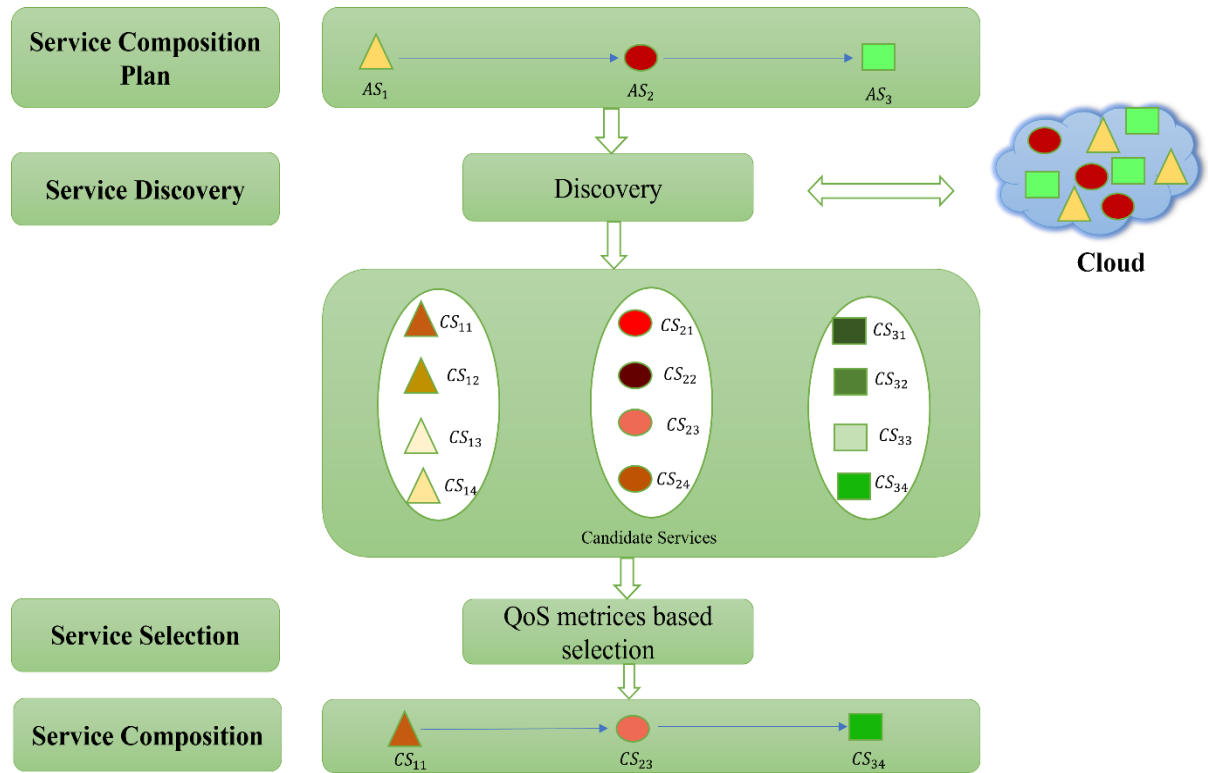 Service Composition
Plan
AS₁
AS₂
AS₃
Service Discovery
Discovery
Cloud
CS₁₁
CS₁₂
CS₁₃
CS₁₄
CS₂₁
CS₂₂
CS₂₃
CS₂₄
CS₃₁
CS₃₂
CS₃₃
CS₃₄
Candidate Services
Service Selection
QoS metrices based
selection
Service Composition
CS₁₁
CS₂₃
CS₃₄